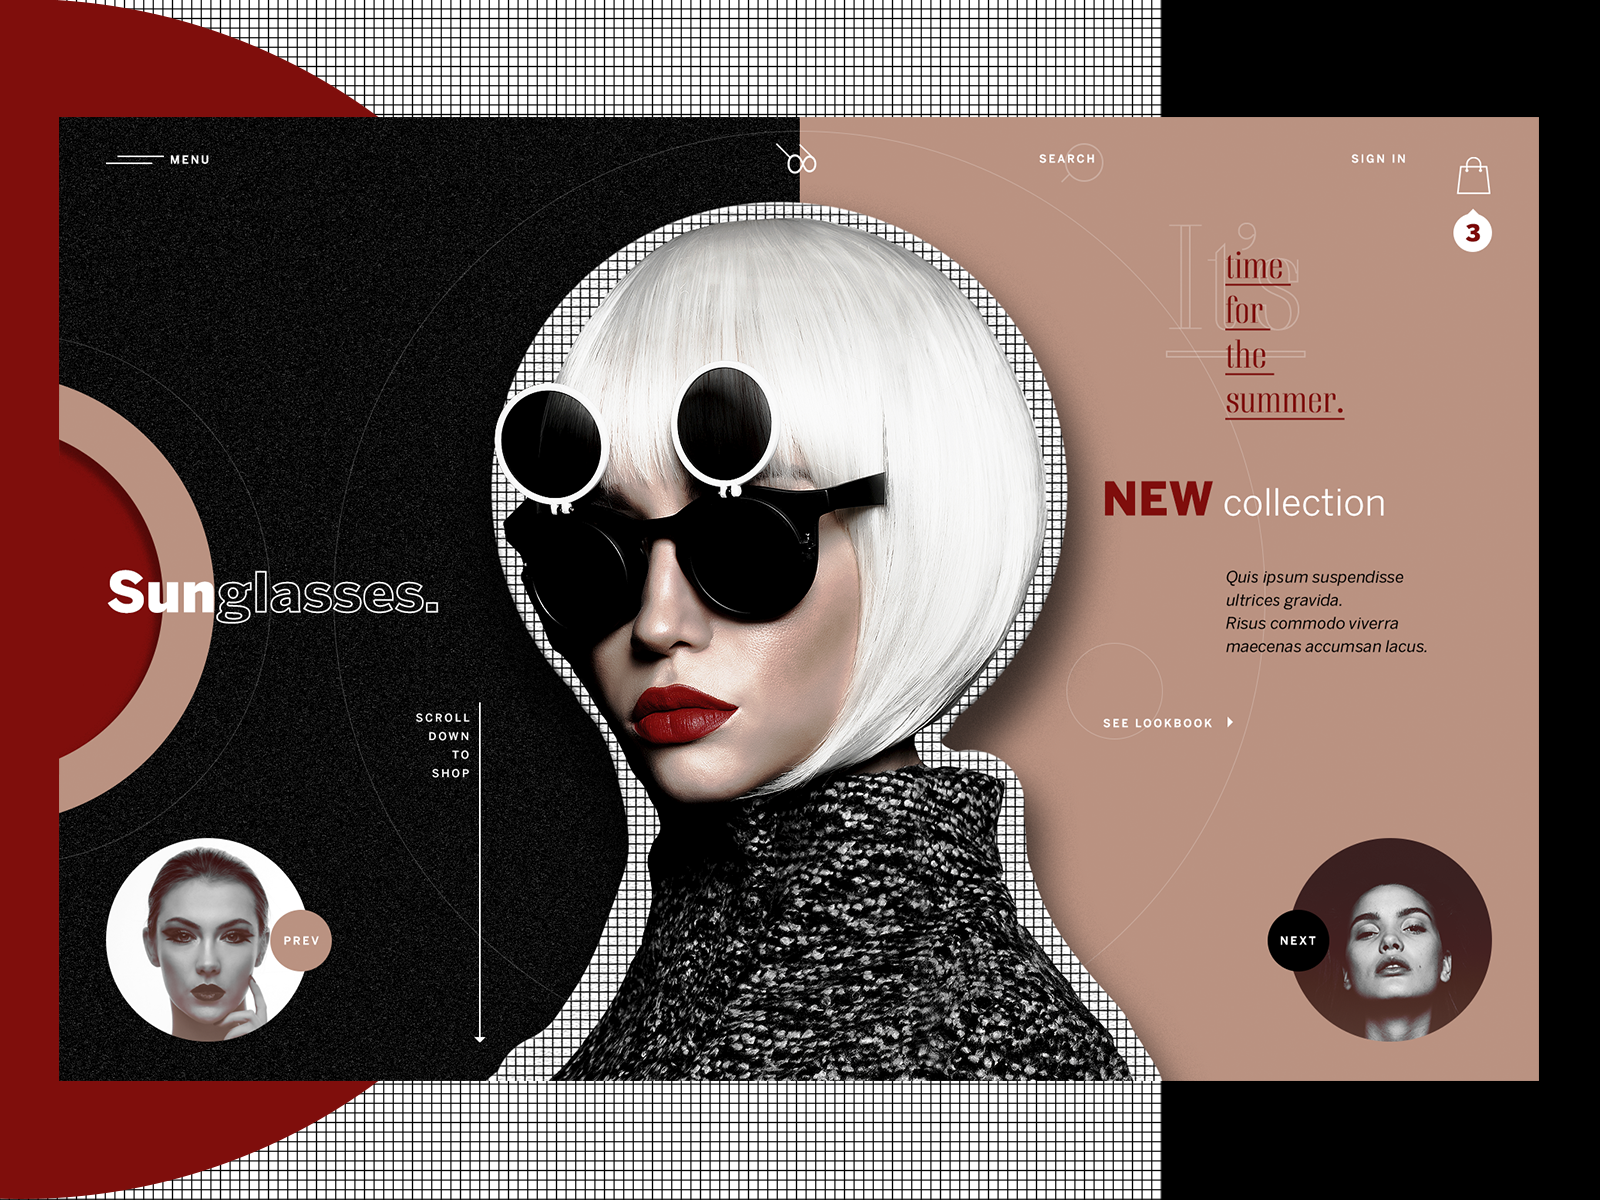 MENU
SEARCH
SIGN IN
3
It's
time
for
the
summer.
NEW collection
Sunglasses.
Quis ipsum suspendisse
ultrices gravida.
Risus commodo viverra
maecenas accumsan lacus.
SCROLL
DOWN
TO
SHOP
SEE LOOKBOOK
PREV
NEXT